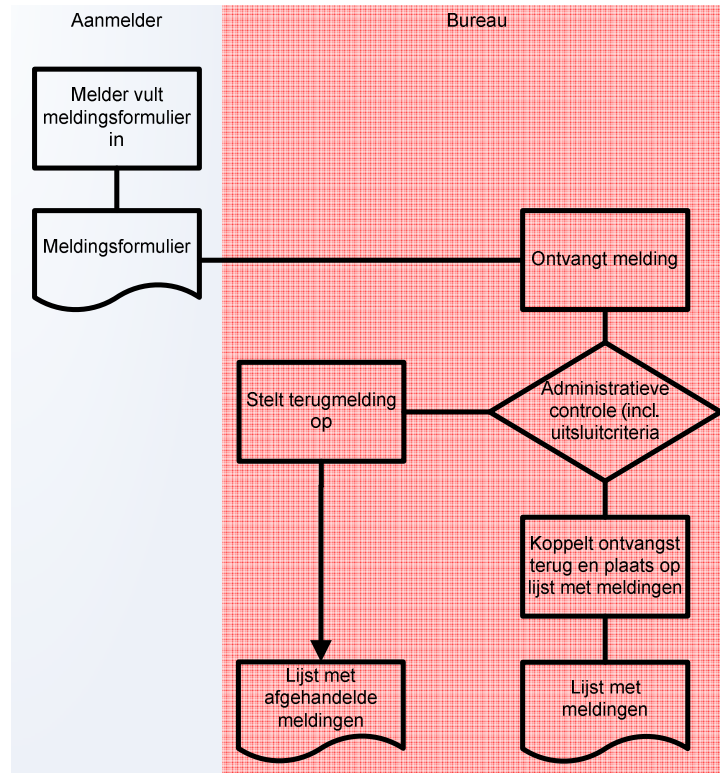 Aanmelder
Bureau
Melder vult
meldingsformulier
in
Meldingsformulier
Ontvangt melding
Administratieve
controle (incl.
uitsluitcriteria
Stelt terugmelding
op
Koppelt ontvangst
terug en plaats op
lijst met meldingen
Lijst met
afgehandelde
meldingen
Lijst met
meldingen